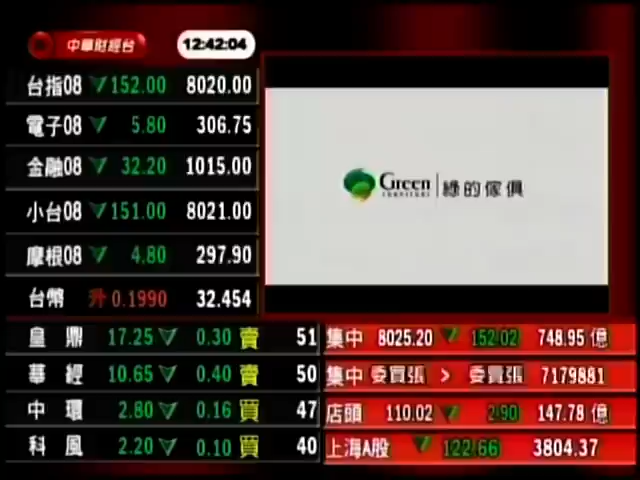 中華財經台 12:42:04
台指08 152.00 8020.00
電子08 5.80 306.75
金融08 32.20 1015.00
小台08 151.00 8021.00
摩根08 4.80 297.90
台幣 升 0.1990 32.454
Green 綠的傢俱
FURNITURE
皇鼎 17.25 0.30 賣 51
華經 10.65 0.40 賣 50
中環 2.80 0.16 買 47
科風 2.20 0.10 買 40
集中 8025.20 152.02 748.95 億
集中 委買張 > 委賣張 7179881
店頭 110.02 2.90 147.78 億
上海A股 122.66 3804.37